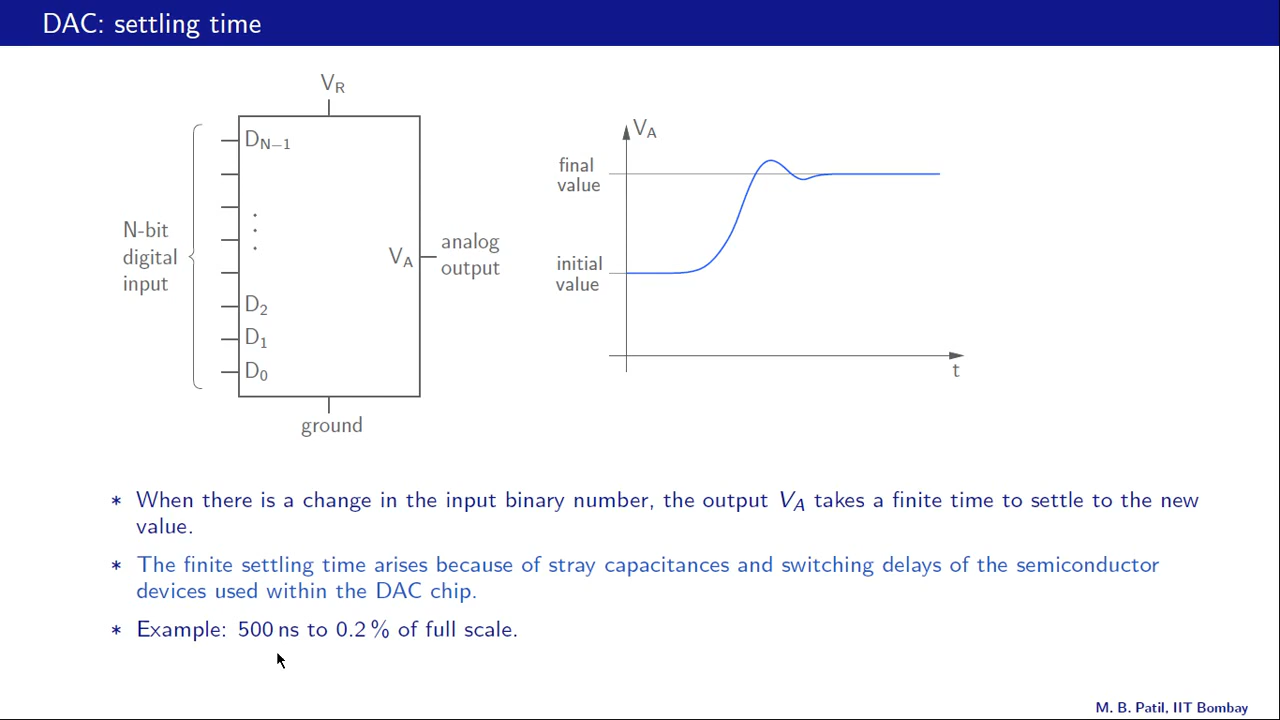 DAC: settling time
V_R
D_{N−1}
N-bit
digital
input
D_2
D_1
D_0
V_A
analog
output
ground
V_A
final
value
initial
value
t
* When there is a change in the input binary number, the output V_A takes a finite time to settle to the new
value.
* The finite settling time arises because of stray capacitances and switching delays of the semiconductor
devices used within the DAC chip.
* Example: 500 ns to 0.2 % of full scale.
M. B. Patil, IIT Bombay